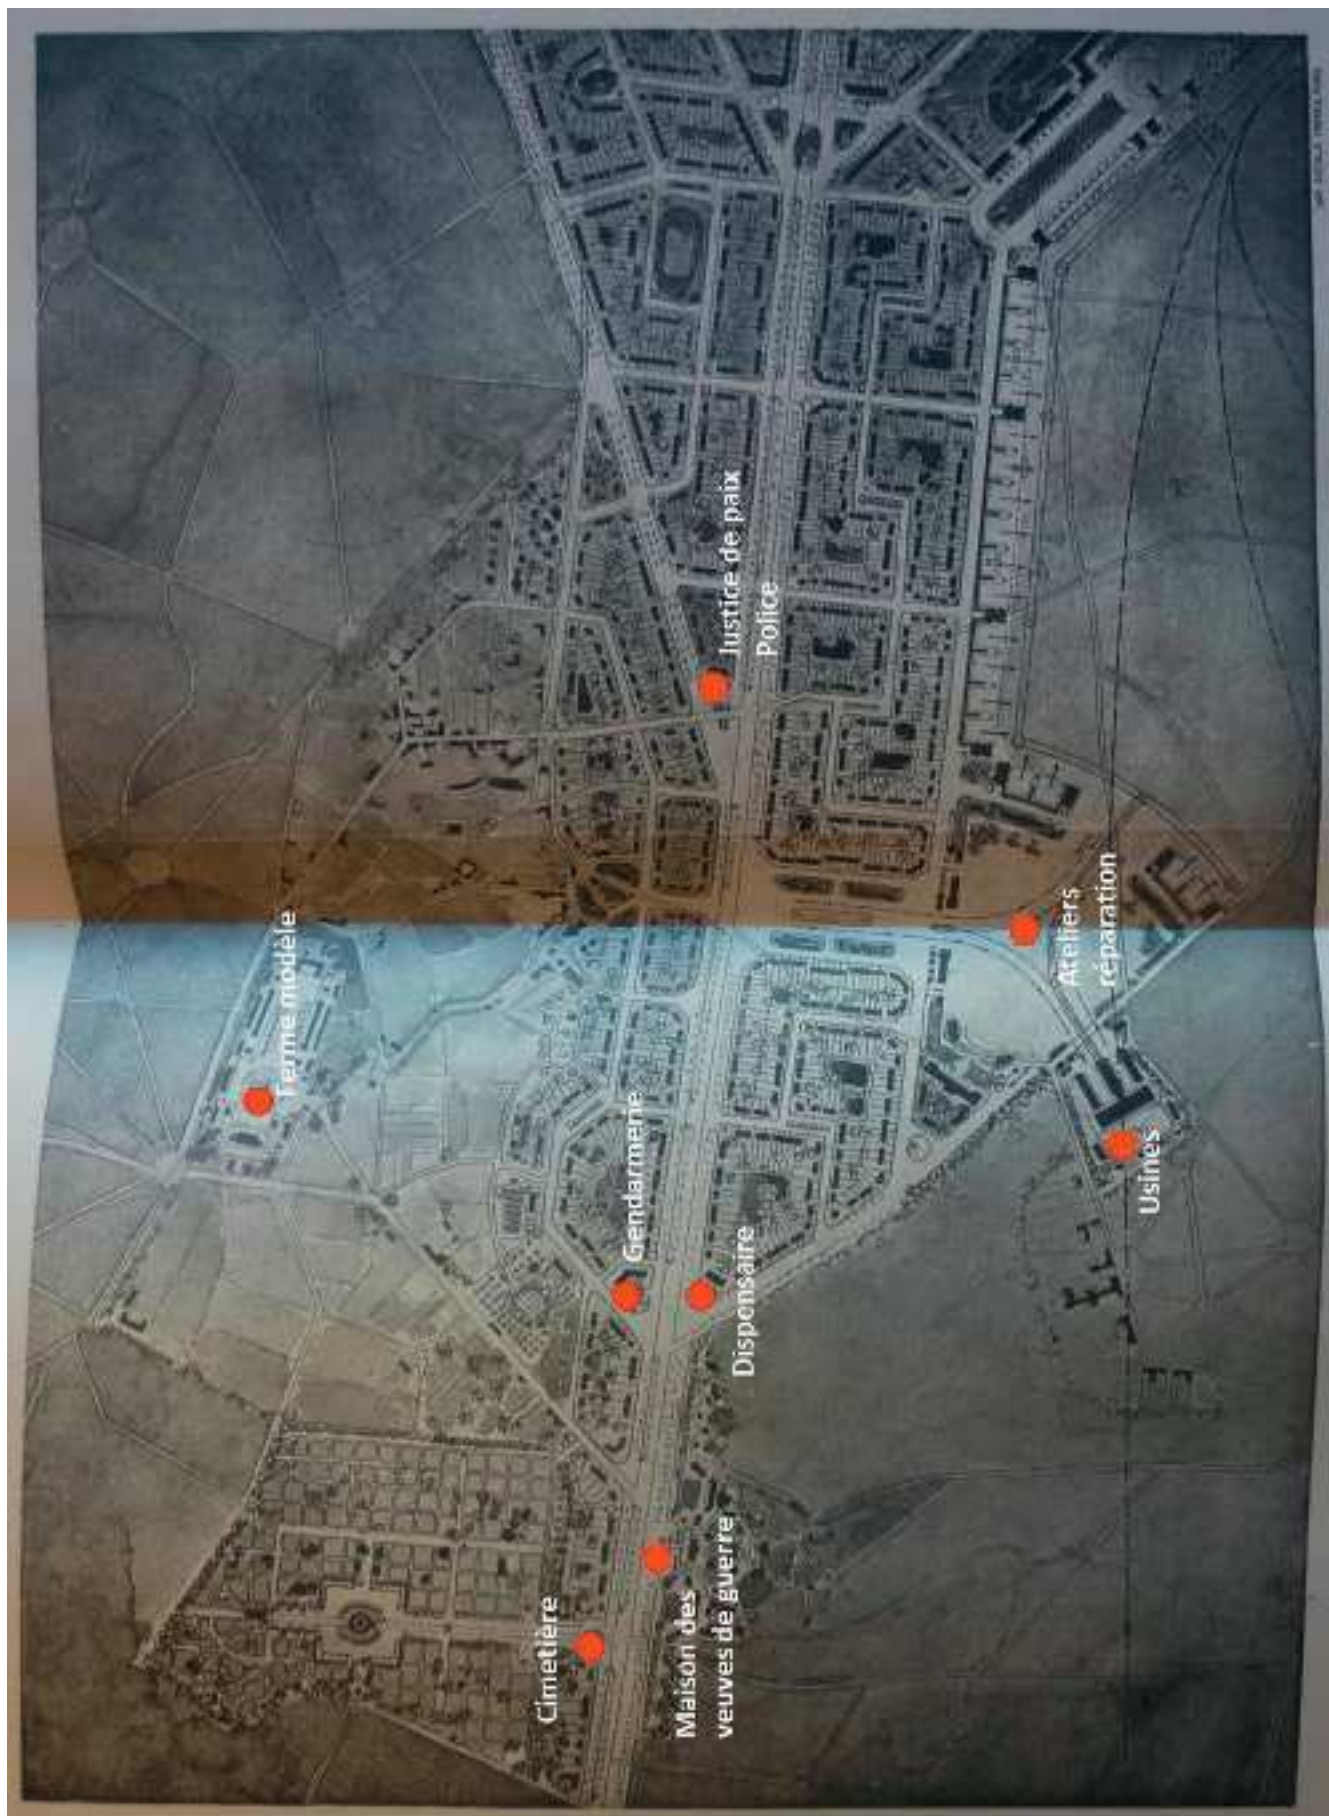 Ferme modèle
Justice de paix
Police
Ateliers
réparation
Gendarmerie
Dispensaire
Usines
Cimetière
Maison des
veuves de guerre